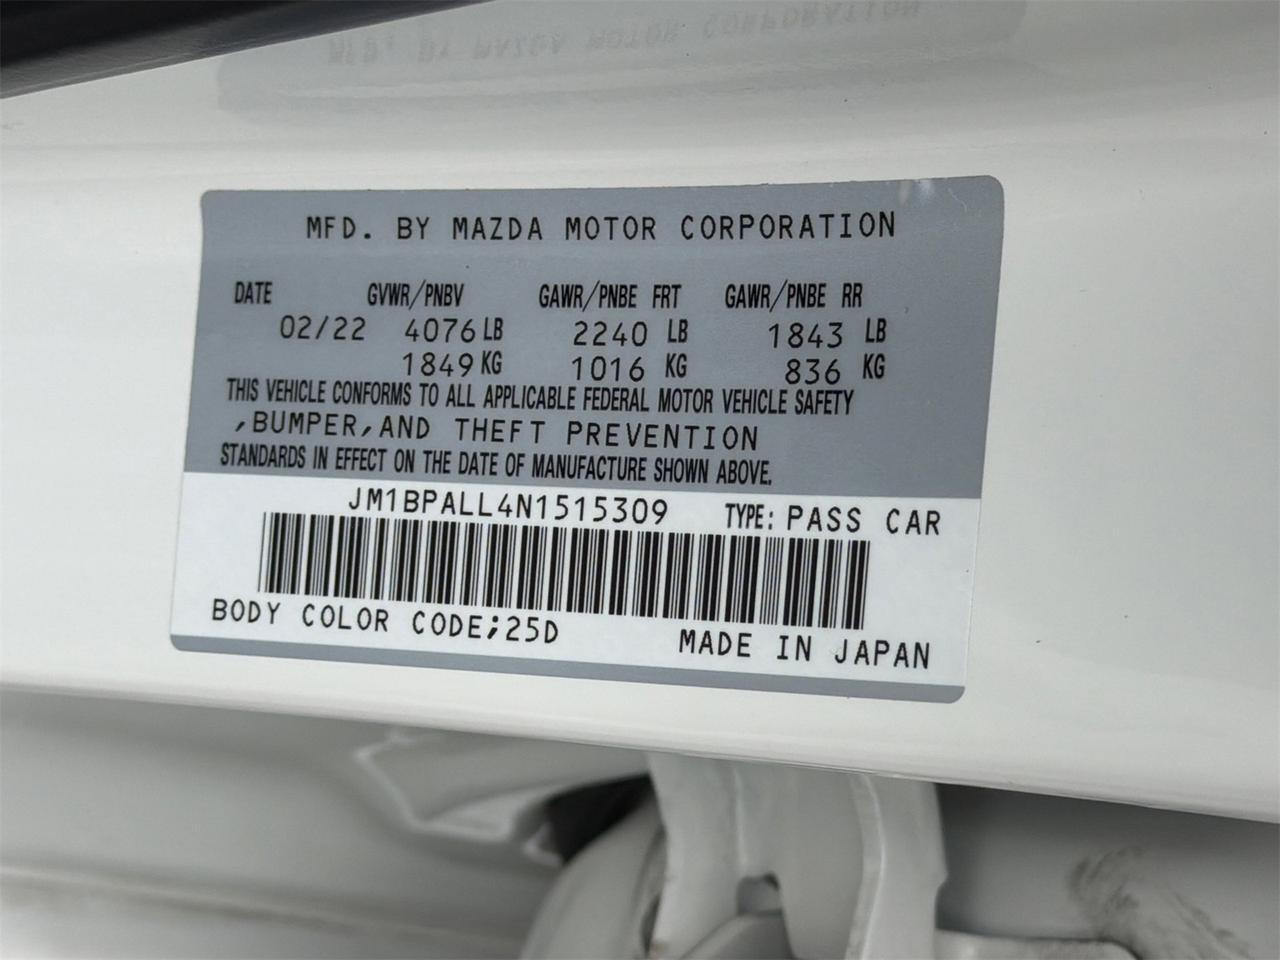 MFD. BY MAZDA MOTOR CORPORATION
DATE GVWR/PNBV GAWR/PNBE FRT GAWR/PNBE RR
02/22 4076 LB 2240 LB 1843 LB
1849 KG 1016 KG 836 KG
THIS VEHICLE CONFORMS TO ALL APPLICABLE FEDERAL MOTOR VEHICLE SAFETY
,BUMPER,AND THEFT PREVENTION
STANDARDS IN EFFECT ON THE DATE OF MANUFACTURE SHOWN ABOVE.
JM1BPALL4N1515309 TYPE: PASS CAR
BODY COLOR CODE;25D MADE IN JAPAN